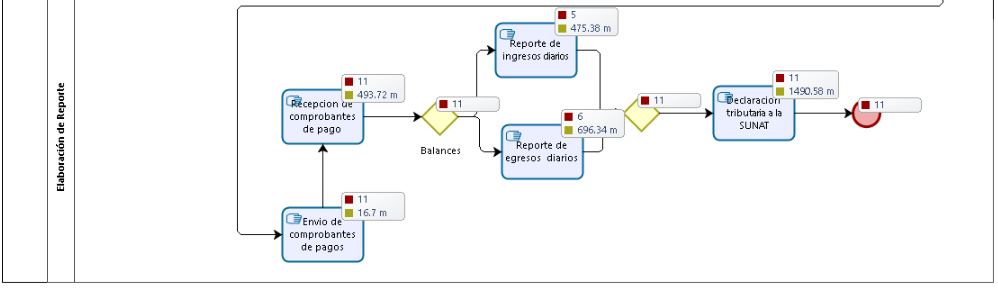 Elaboración de Reporte
5
475.38 m
Reporte de
ingresos diarios
11
493.72 m
Recepcion de
comprobantes
de pago
11
Balances
6
696.34 m
Reporte de
egresos diarios
11
11
1490.58 m
Declaración
tributaria a la
SUNAT
11
11
16.7 m
Envio de
comprobantes
de pagos